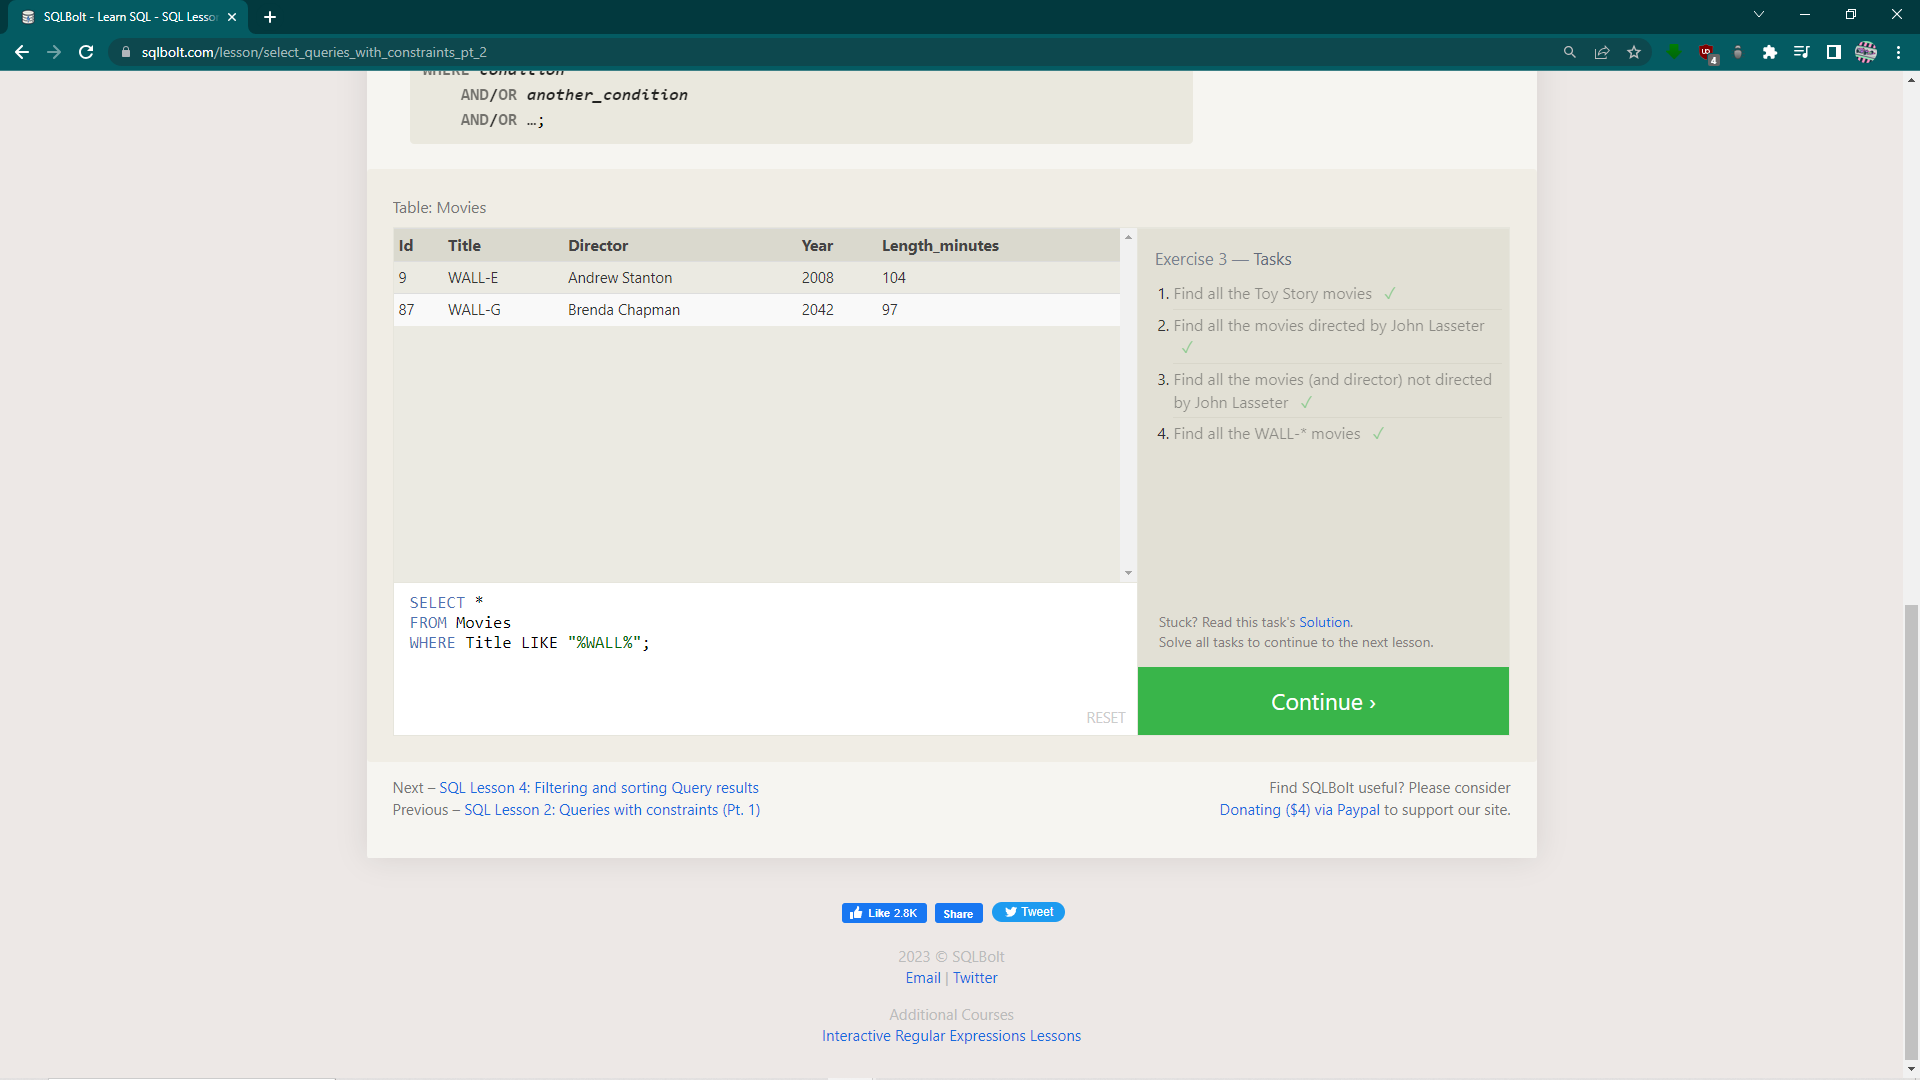 SQLBolt - Learn SQL - SQL Lesson
sqlbolt.com/lesson/select_queries_with_constraints_pt_2
4
WHERE condition
AND/OR another_condition
AND/OR …;
Table: Movies
Id Title Director Year Length_minutes
9 WALL-E Andrew Stanton 2008 104
87 WALL-G Brenda Chapman 2042 97
SELECT *
FROM Movies
WHERE Title LIKE "%WALL%";
RESET
Exercise 3 — Tasks
1. Find all the Toy Story movies ✓
2. Find all the movies directed by John Lasseter
✓
3. Find all the movies (and director) not directed
by John Lasseter ✓
4. Find all the WALL-* movies ✓
Stuck? Read this task's Solution.
Solve all tasks to continue to the next lesson.
Continue ›
Next – SQL Lesson 4: Filtering and sorting Query results
Previous – SQL Lesson 2: Queries with constraints (Pt. 1)
Find SQLBolt useful? Please consider
Donating ($4) via Paypal to support our site.
Like 2.8K Share Tweet
2023 © SQLBolt
Email | Twitter
Additional Courses
Interactive Regular Expressions Lessons